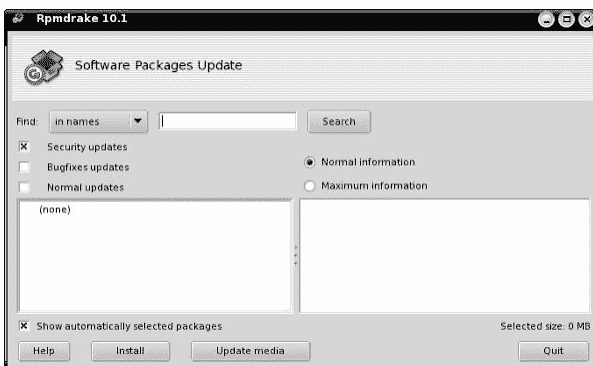 Rpmdrake 10.1
Software Packages Update
Find: in names Search
Security updates
Bugfixes updates
Normal updates
Normal information
Maximum information
(none)
Show automatically selected packages
Selected size: 0 MB
Help Install Update media Quit